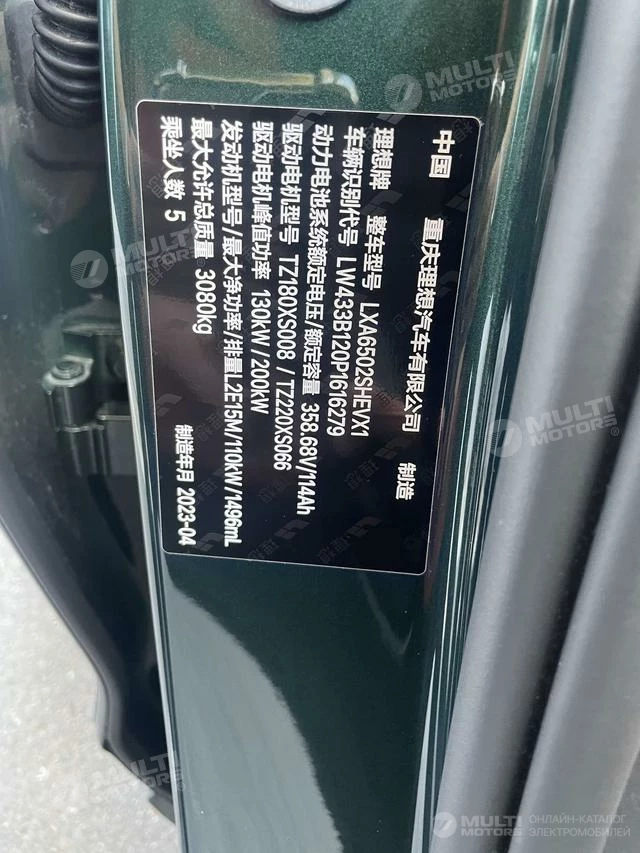 中国 重庆理想汽车有限公司 制造
理想牌 整车型号 LXA6502SHEVX1
车辆识别代号 LW433B120P1616279
动力电池系统额定电压/额定容量 358.68V/114Ah
驱动电机型号 TZ180XS008 / TZ220XS066
驱动电机峰值功率 130kW/200kW
发动机型号/最大净功率/排量 L2E15M/110kW/1496mL
最大允许总质量 3080kg 制造年月 2023-04
乘坐人数 5
MULTI MOTORS®
MULTI MOTORS®
MULTI MOTORS®
MULTI MOTORS®
MULTI MOTORS®
MULTI MOTORS® ОНЛАЙН-КАТАЛОГ
ЭЛЕКТРОМОБИЛЕЙ